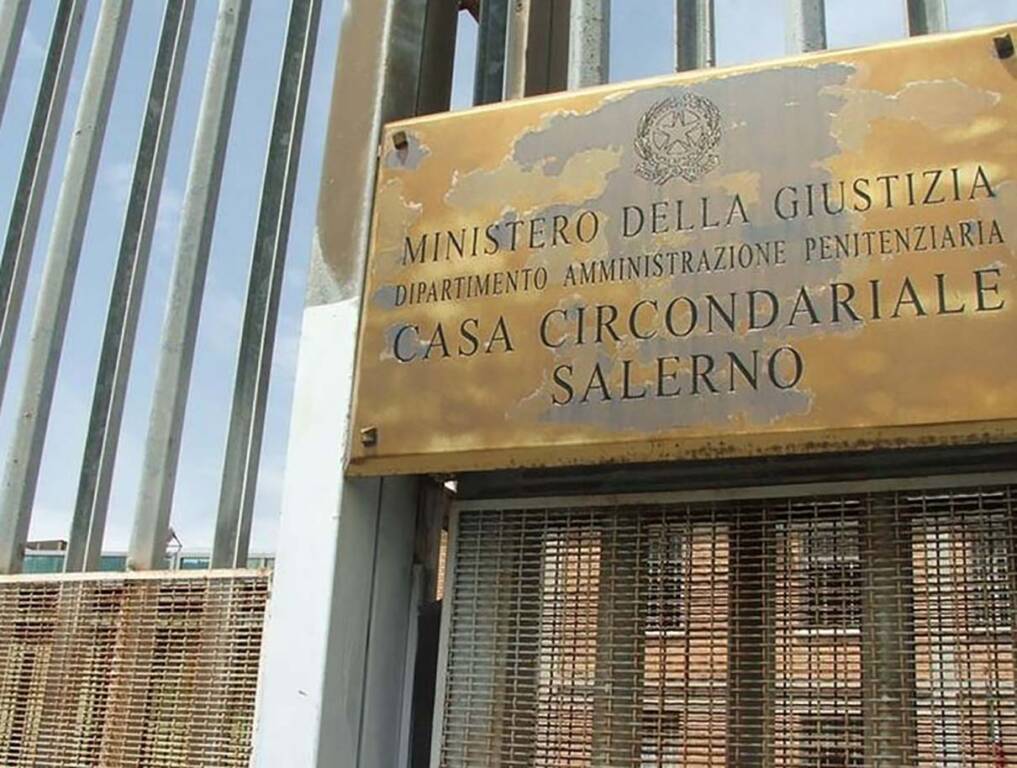 MINISTERO DELLA GIUSTIZIA
DIPARTIMENTO AMMINISTRAZIONE PENITENZIARIA
CASA CIRCONDARIALE
SALERNO